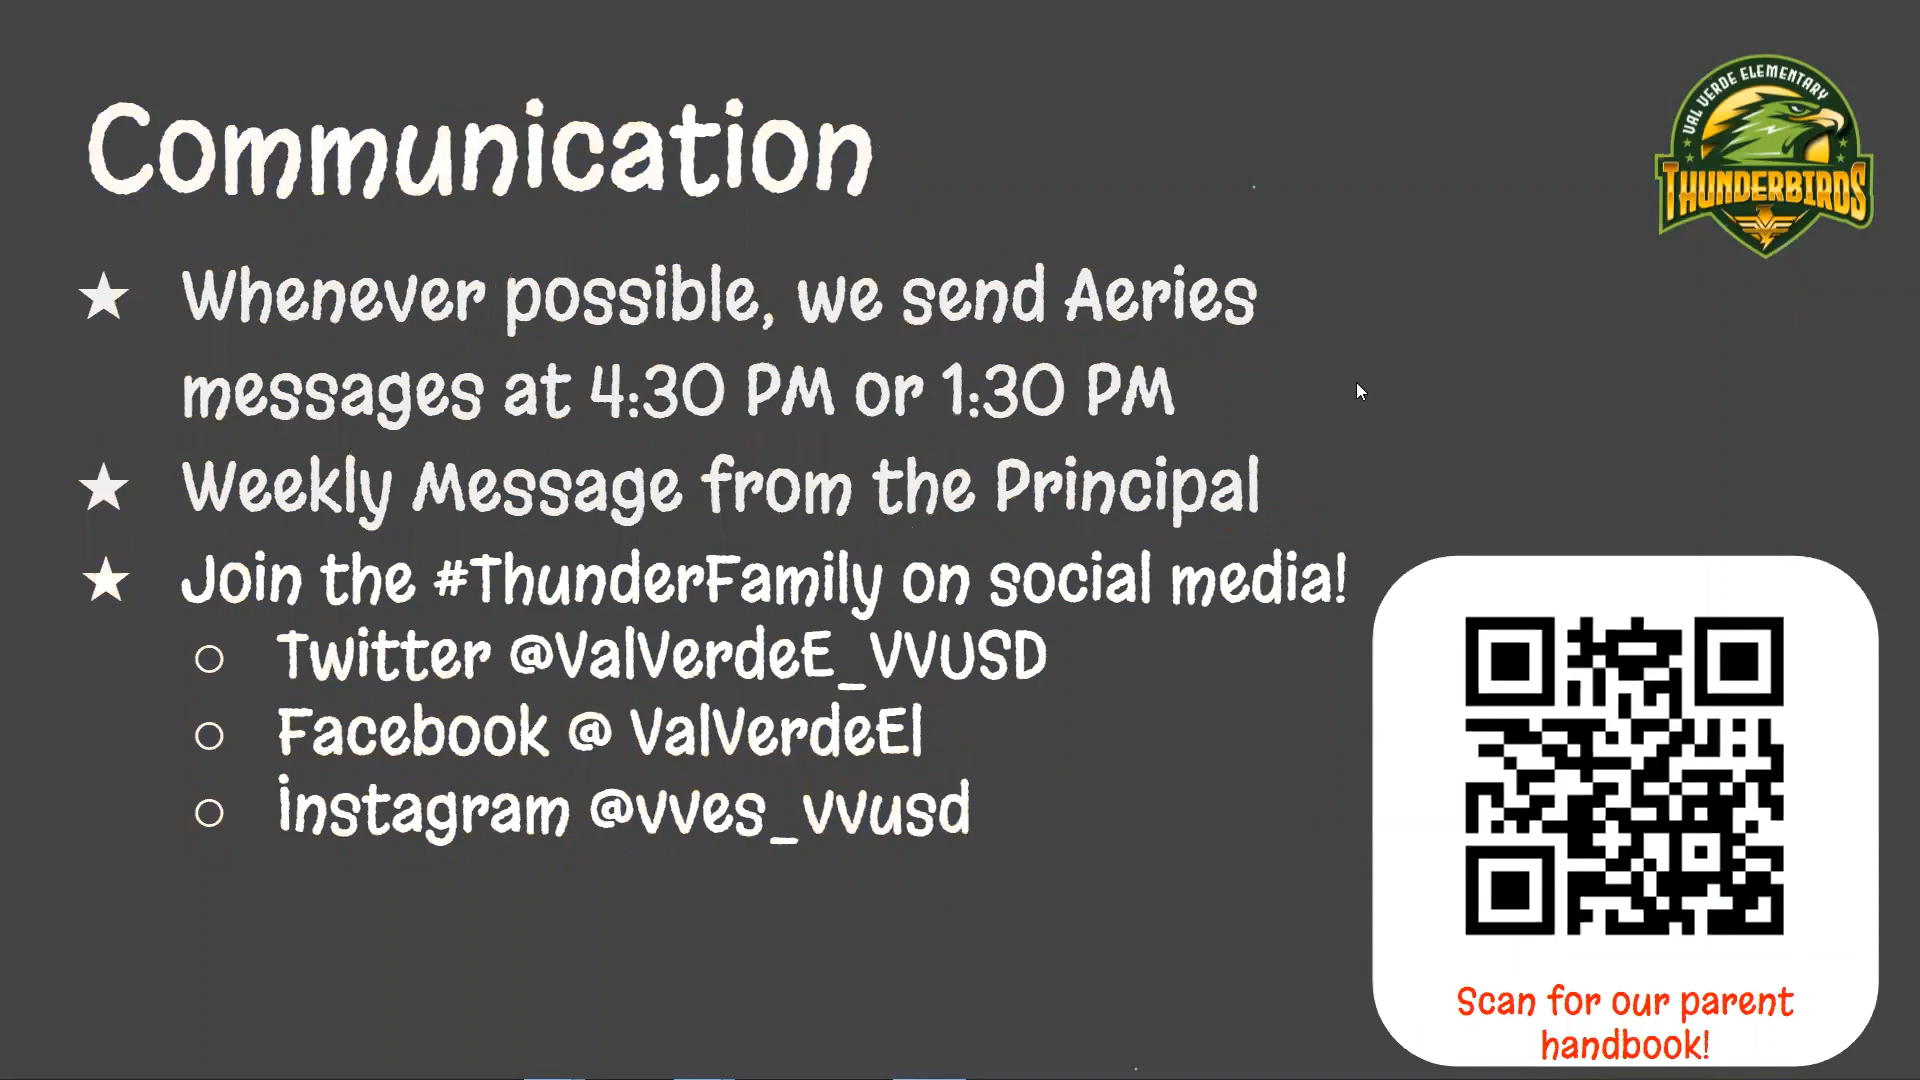 VAL VERDE ELEMENTARY
THUNDERBIRDS
Communication
★ Whenever possible, we send Aeries
messages at 4:30 PM or 1:30 PM
★ Weekly Message from the Principal
★ Join the #ThunderFamily on social media!
○ Twitter @ValVerdeE_VVUSD
○ Facebook @ ValVerdeEl
○ Instagram @vves_vvusd
Scan for our parent
handbook!